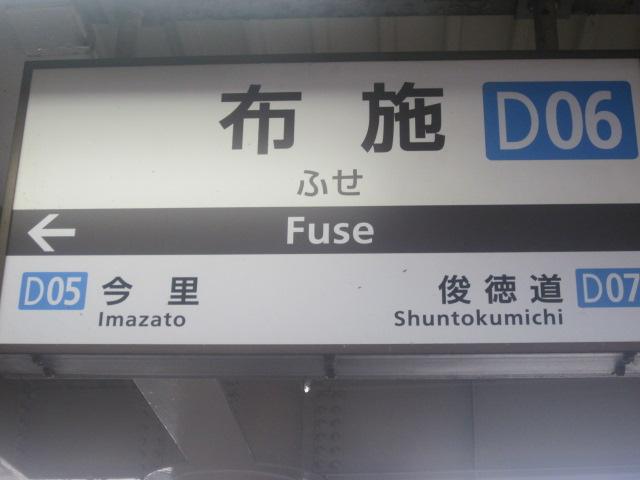 布施 D06
ふせ
← Fuse
D05 今里 俊徳道 D07
Imazato Shuntokumichi